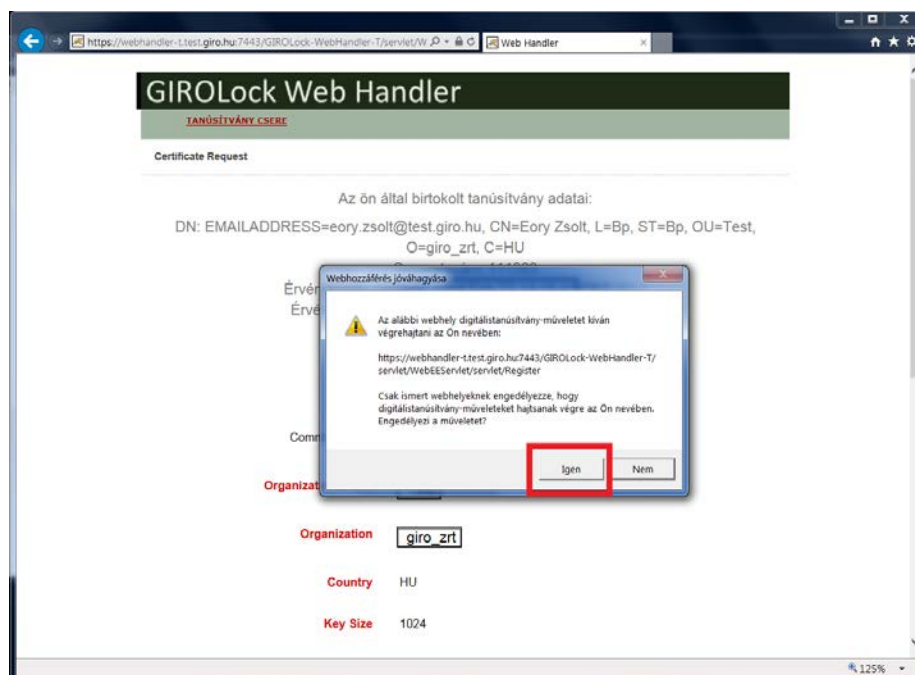 https://webhandler-t.test.giro.hu:7443/GIROLock-WebHandler-T/servlet/W
Web Handler
GIROLock Web Handler
TANÚSÍTVÁNY CSERE
Certificate Request
Az ön által birtokolt tanúsítvány adatai:
DN: EMAILADDRESS=eory.zsolt@test.giro.hu, CN=Eory Zsolt, L=Bp, ST=Bp, OU=Test,
O=giro_zrt, C=HU
Webhozzáférés jóváhagyása
Az alábbi webhely digitálistanúsítvány-műveletet kíván
végrehajtani az Ön nevében:
https://webhandler-t.test.giro.hu:7443/GIROLock-WebHandler-T/
servlet/WebEEServlet/servlet/Register
Csak ismert webhelyeknek engedélyezze, hogy
digitálistanúsítvány-műveleteket hajtsanak végre az Ön nevében.
Engedélyezi a műveletet?
Igen
Nem
Organization
giro_zrt
Country
HU
Key Size
1024
125%